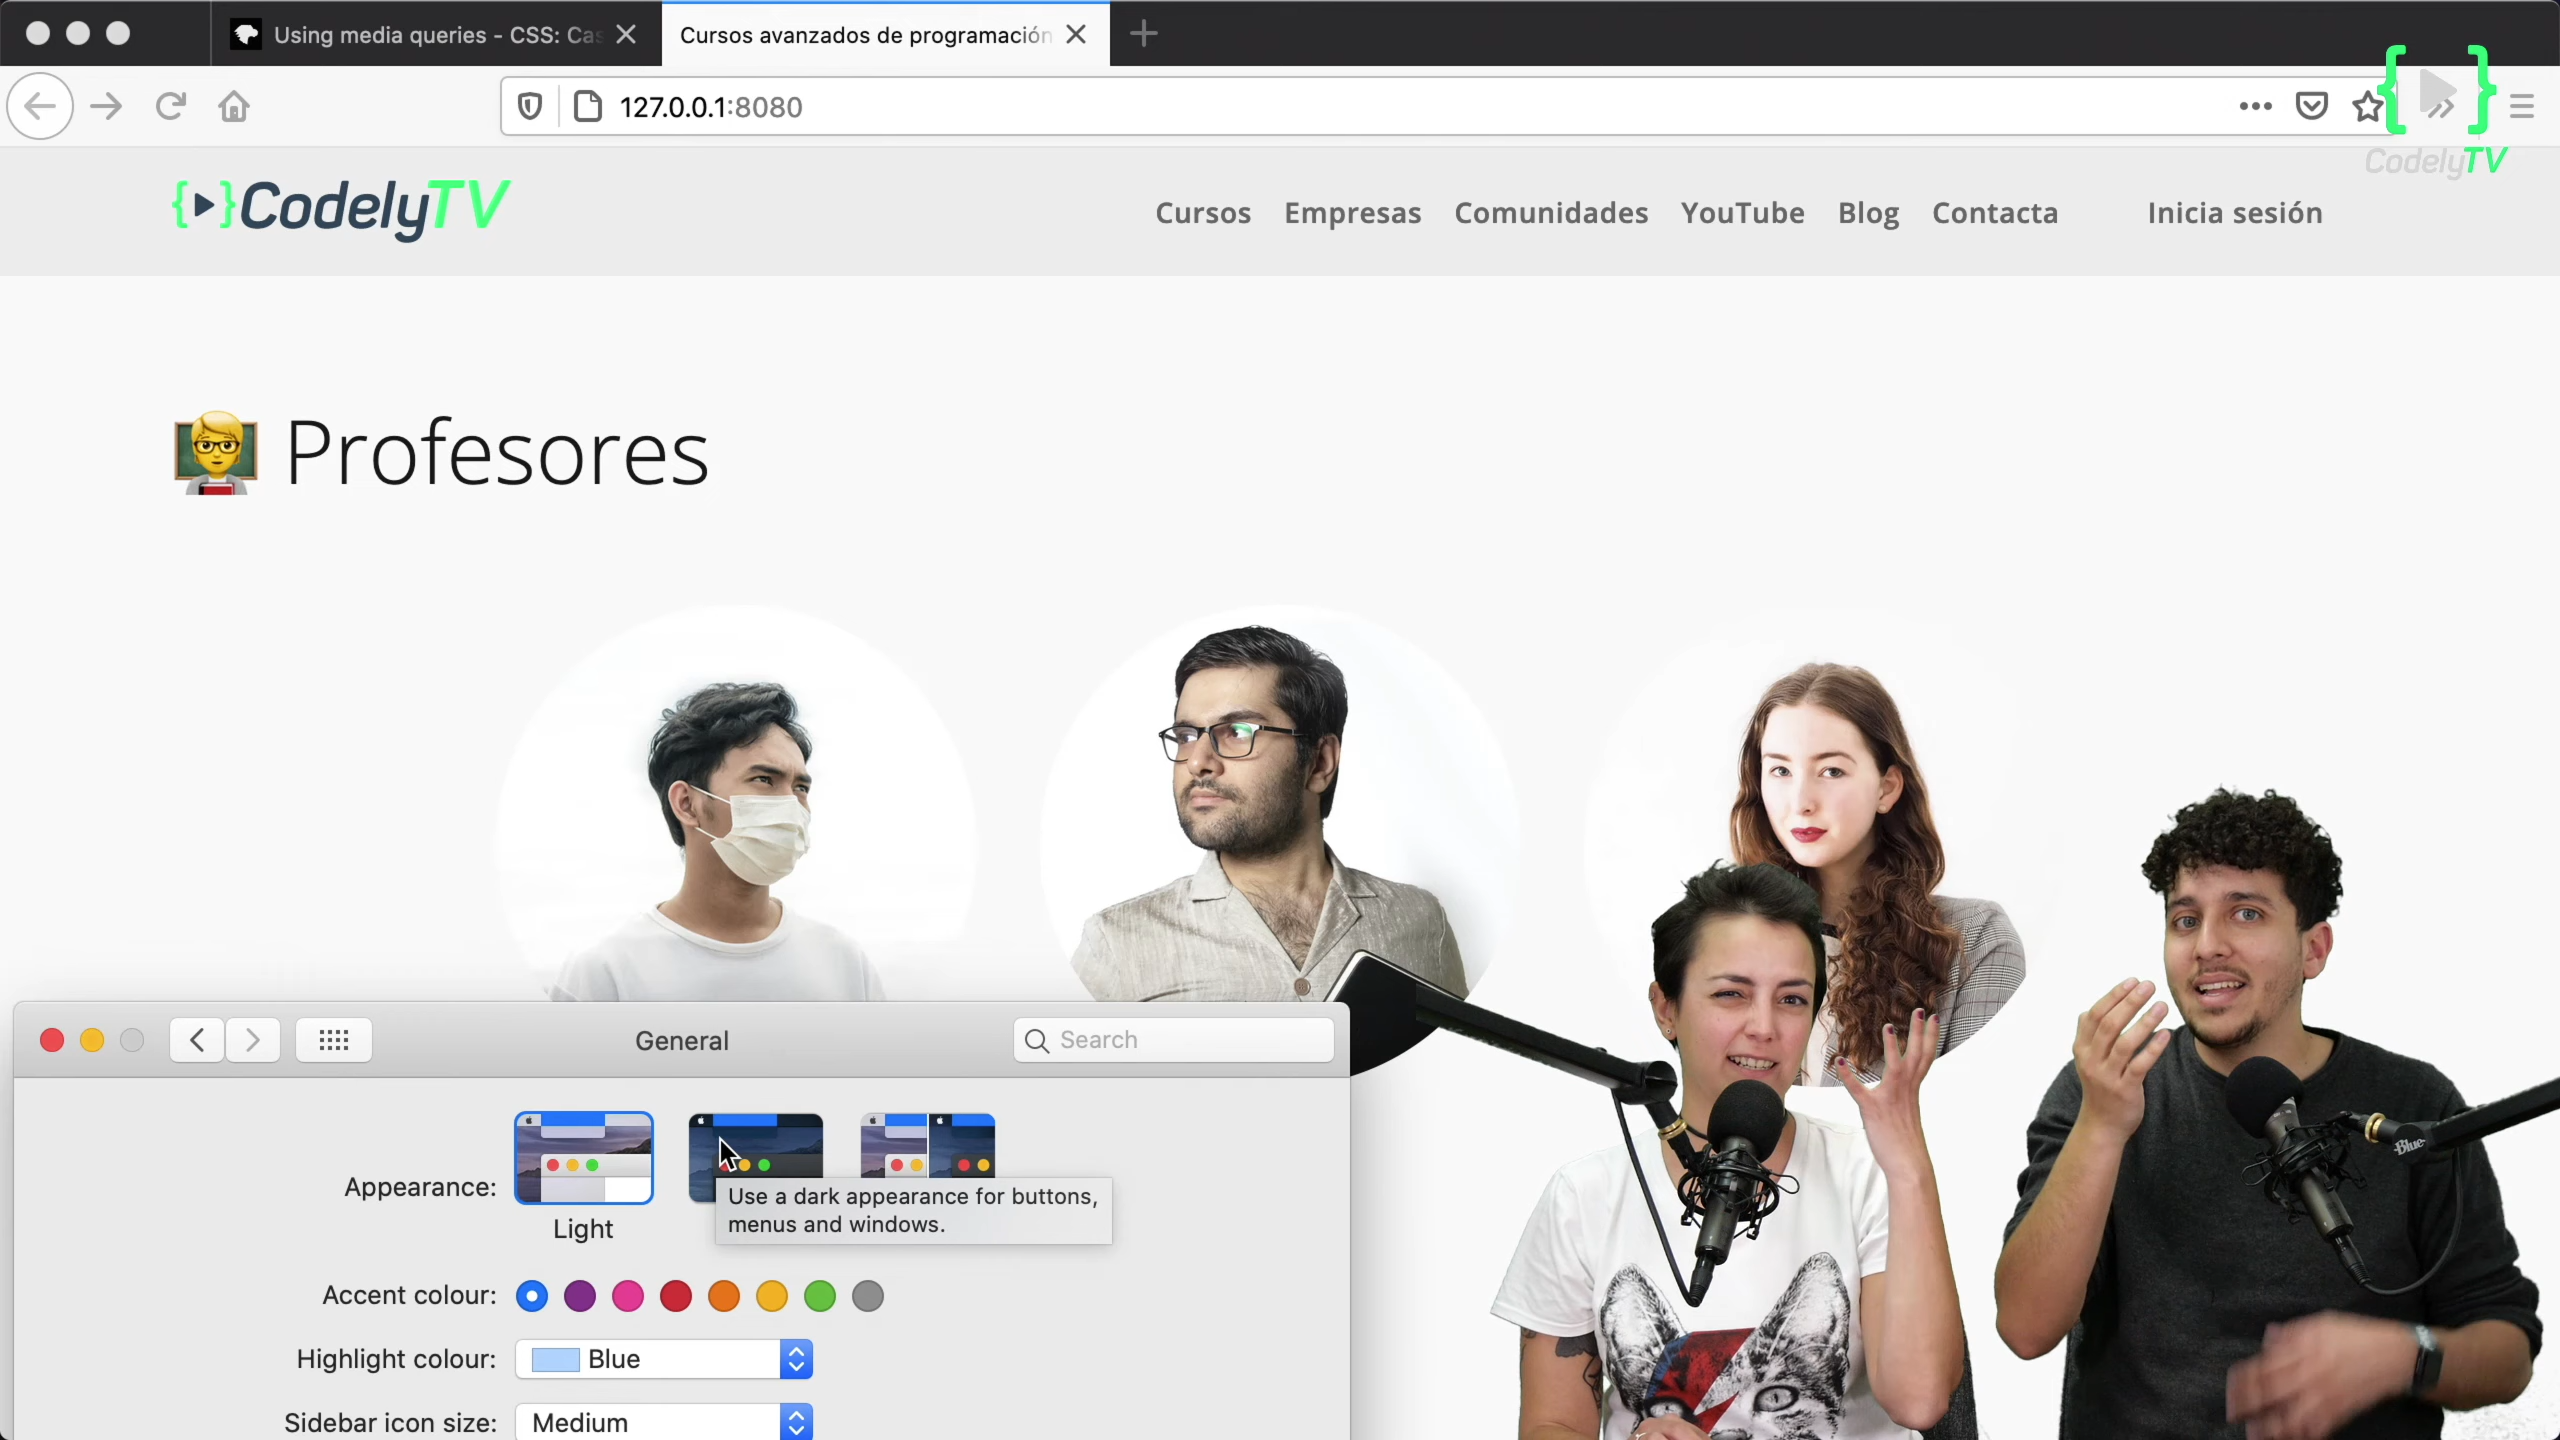 Using media queries - CSS: Cas
Cursos avanzados de programación
127.0.0.1:8080
CodelyTV
CodelyTV
Cursos
Empresas
Comunidades
YouTube
Blog
Contacta
Inicia sesión
Profesores
General
Search
Appearance:
Light
Use a dark appearance for buttons,
menus and windows.
Accent colour:
Highlight colour:
Blue
Sidebar icon size:
Medium
Blue